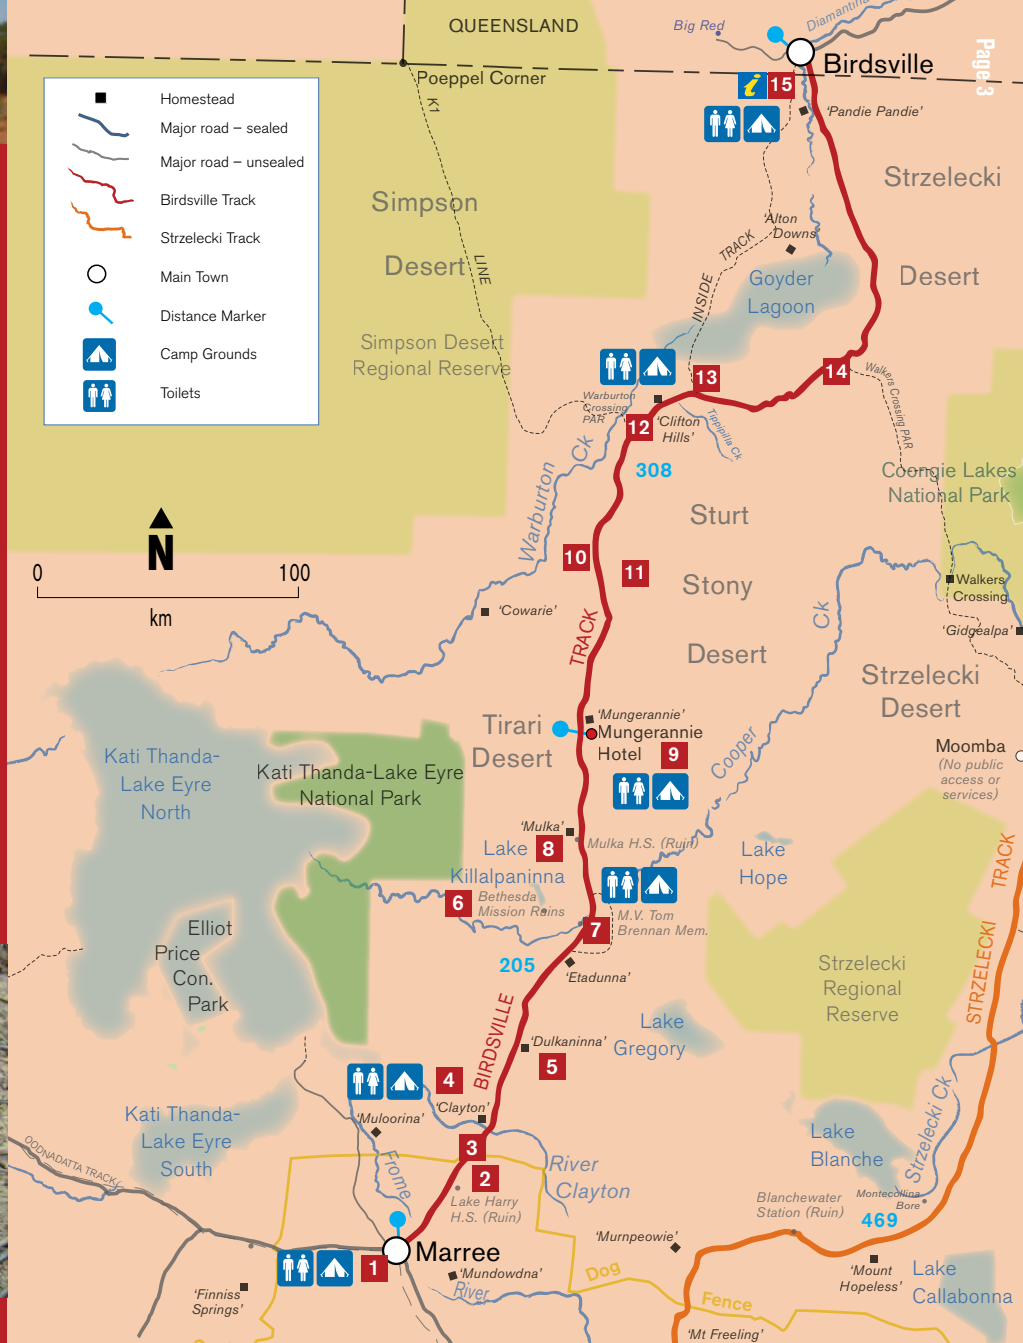 QUEENSLAND
Big Red
Diamantina
Birdsville
Page 3
Poeppel Corner
K1
LINE
i
15
'Pandie Pandie'
Homestead
Major road – sealed
Major road – unsealed
Birdsville Track
Strzelecki Track
Main Town
Distance Marker
Camp Grounds
Toilets
Simpson
Desert
Strzelecki
Desert
'Alton
Downs'
INSIDE TRACK
Goyder
Lagoon
Simpson Desert
Regional Reserve
13
14
Walkers Crossing PAR
Warburton
Crossing
PAR
12
'Clifton
Hills'
Tippipilla Ck
308
Warburton Ck
Coongie Lakes
National Park
Sturt
Stony
Desert
N
0
100
km
10
11
'Cowarie'
Walkers
Crossing
'Gidgealpa'
Cooper Ck
TRACK
Strzelecki
Desert
Tirari
Desert
'Mungerannie'
Mungerannie
Hotel
9
Moomba
(No public
access or
services)
Kati Thanda-
Lake Eyre
North
Kati Thanda-Lake Eyre
National Park
'Mulka'
Mulka H.S. (Ruin)
8
Lake
Killalpaninna
Lake
Hope
6
Bethesda
Mission Ruins
7
M.V. Tom
Brennan Mem.
205
'Etadunna'
Elliot
Price
Con.
Park
Strzelecki
Regional
Reserve
STRZELECKI
TRACK
BIRDSVILLE
Lake
Gregory
'Dulkaninna'
5
4
'Clayton'
'Muloorina'
Kati Thanda-
Lake Eyre
South
OODNADATTA TRACK
3
2
Frome
River
Clayton
Lake Harry
H.S. (Ruin)
Lake
Blanche
Strzelecki Ck
Montecollina
Bore
Blanchewater
Station (Ruin)
469
'Murnpeowie'
Marree
1
'Mundowdna'
River
'Finniss
Springs'
Dog
Fence
'Mount
Hopeless'
Lake
Callabonna
'Mt Freeling'